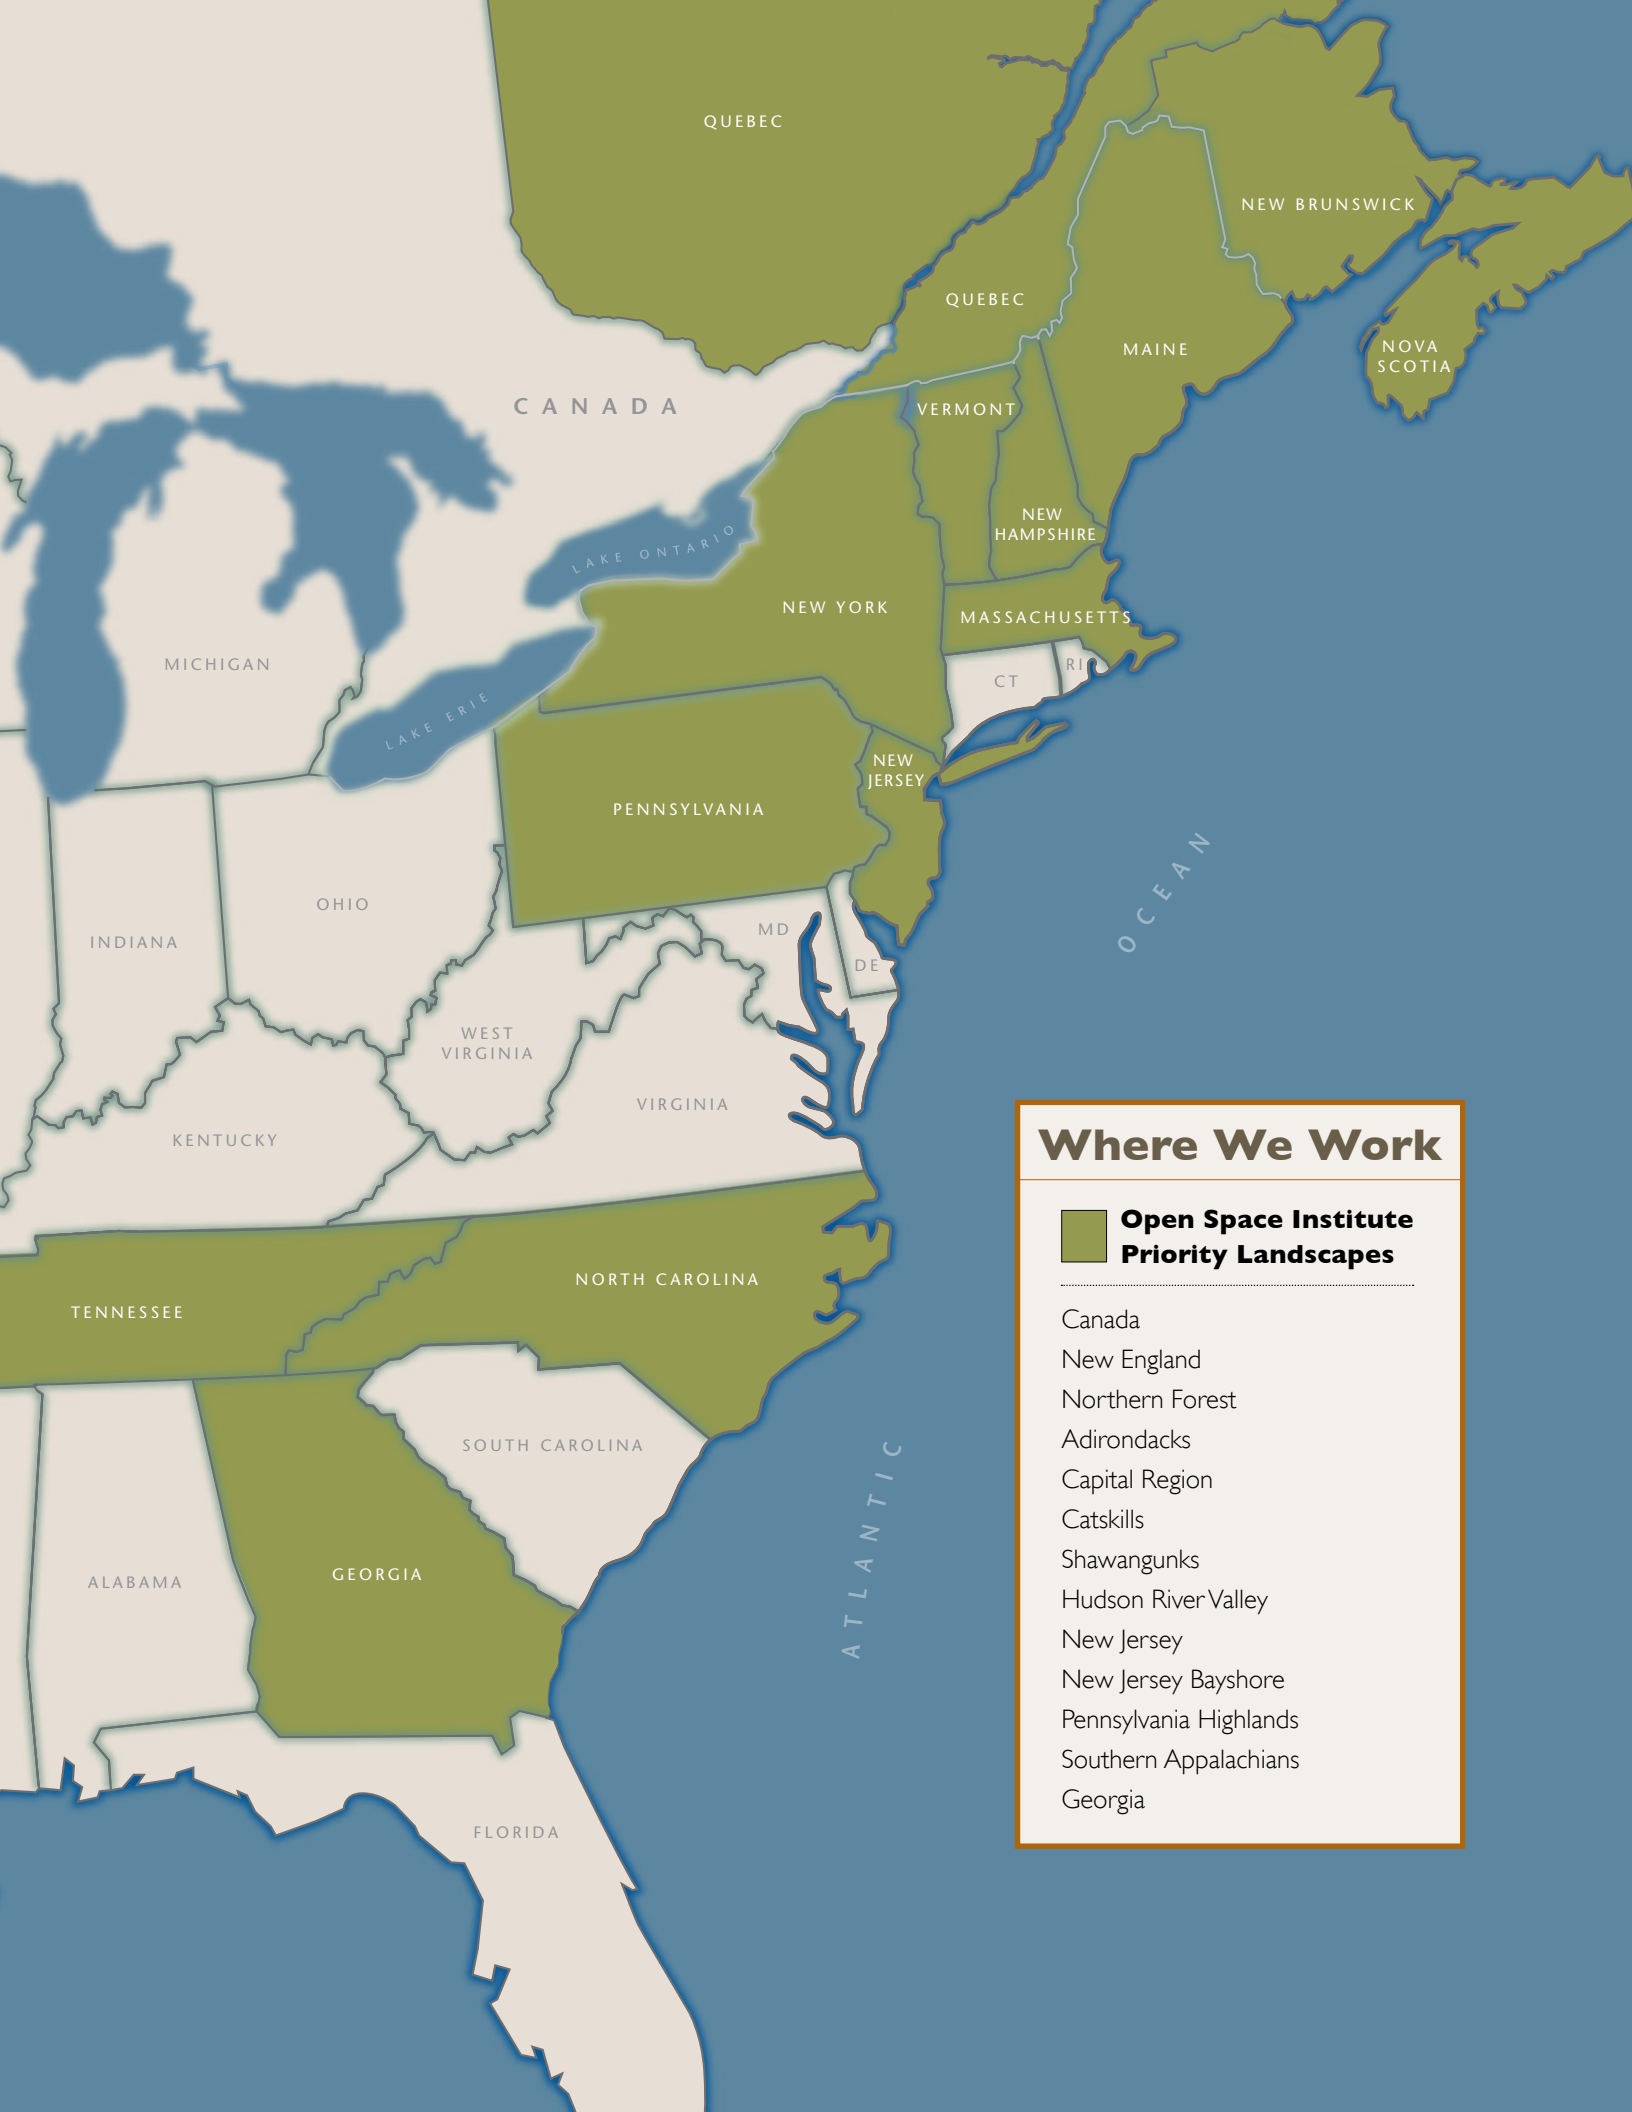 QUEBEC
NEW BRUNSWICK
QUEBEC
MAINE
NOVA
SCOTIA
CANADA
VERMONT
NEW
HAMPSHIRE
LAKE ONTARIO
NEW YORK
MASSACHUSETTS
MICHIGAN
RI
CT
LAKE ERIE
NEW
JERSEY
PENNSYLVANIA
OCEAN
OHIO
MD
INDIANA
DE
WEST
VIRGINIA
VIRGINIA
KENTUCKY
NORTH CAROLINA
TENNESSEE
SOUTH CAROLINA
ATLANTIC
GEORGIA
ALABAMA
FLORIDA
Where We Work
Open Space Institute
Priority Landscapes
Canada
New England
Northern Forest
Adirondacks
Capital Region
Catskills
Shawangunks
Hudson River Valley
New Jersey
New Jersey Bayshore
Pennsylvania Highlands
Southern Appalachians
Georgia